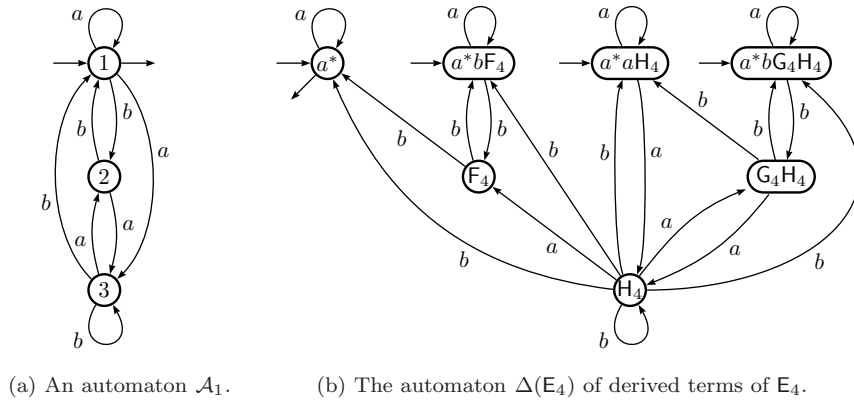 a a a a a
1 a* a*bF₄ a*aH₄ a*bG₄H₄
b b a b b b b a b b b
2 F₄ G₄H₄
b a a b a a a b
3 H₄
b b
(a) An automaton 𝒜₁. (b) The automaton Δ(E₄) of derived terms of E₄.